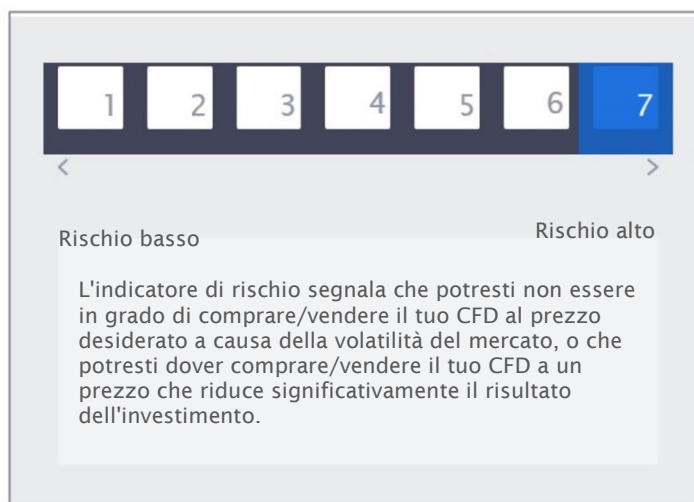 1 2 3 4 5 6 7
< >
Rischio basso Rischio alto
L'indicatore di rischio segnala che potresti non essere
in grado di comprare/vendere il tuo CFD al prezzo
desiderato a causa della volatilità del mercato, o che
potresti dover comprare/vendere il tuo CFD a un
prezzo che riduce significativamente il risultato
dell'investimento.